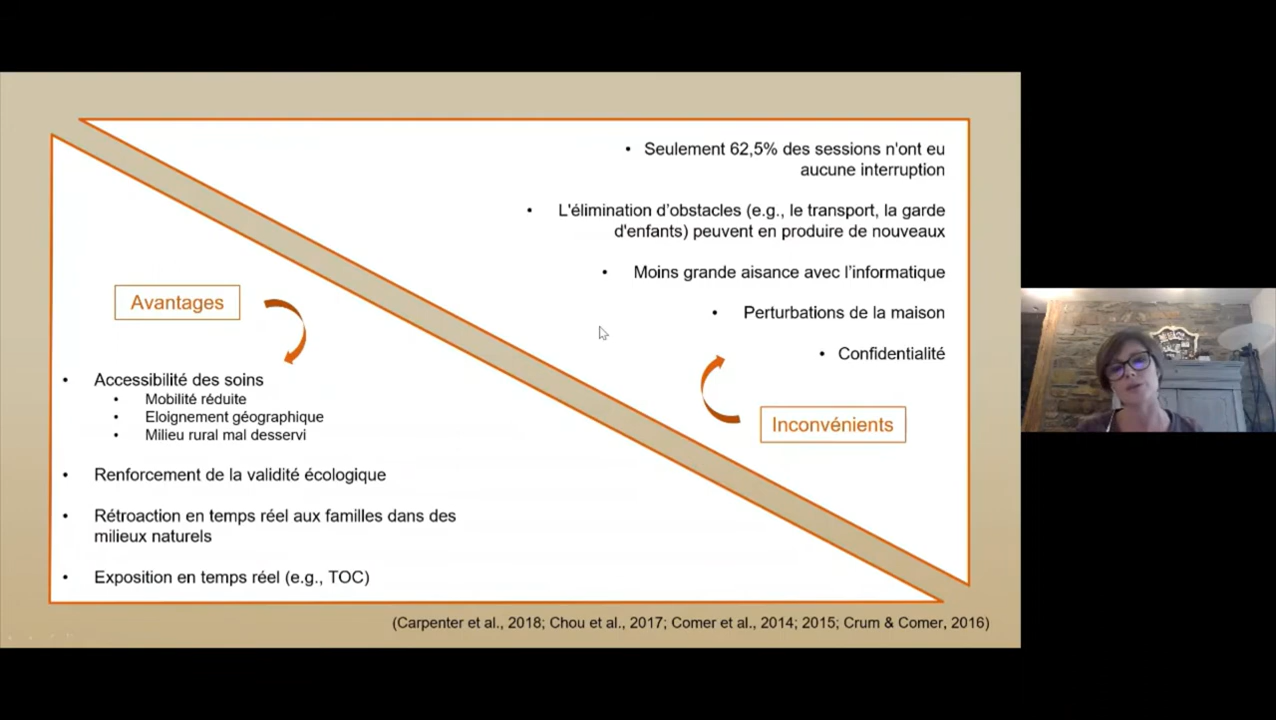 Seulement 62,5% des sessions n'ont eu
aucune interruption
L'élimination d’obstacles (e.g., le transport, la garde
d'enfants) peuvent en produire de nouveaux
Moins grande aisance avec l’informatique
Perturbations de la maison
Confidentialité
Inconvénients
Avantages
Accessibilité des soins
Mobilité réduite
Eloignement géographique
Milieu rural mal desservi
Renforcement de la validité écologique
Rétroaction en temps réel aux familles dans des
milieux naturels
Exposition en temps réel (e.g., TOC)
(Carpenter et al., 2018; Chou et al., 2017; Comer et al., 2014; 2015; Crum & Comer, 2016)